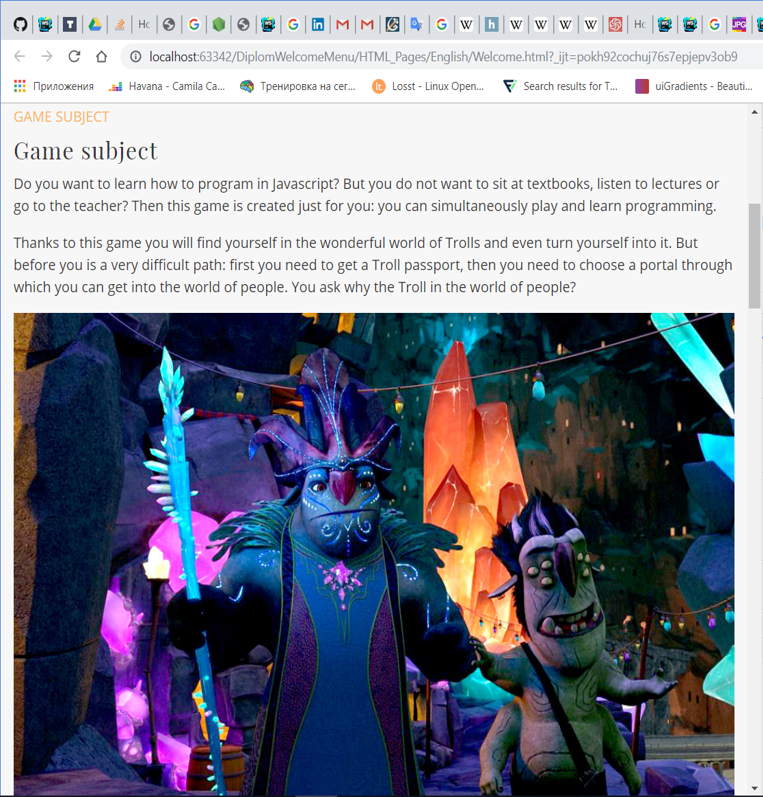 localhost:63342/DiplomWelcomeMenu/HTML_Pages/English/Welcome.html?_ijt=pokh92cochuj76s7epjepv3ob9
Приложения Havana - Camila Ca... Тренировка на сег... Losst - Linux Open... Search results for T... uiGradients - Beauti...
GAME SUBJECT
Game subject
Do you want to learn how to program in Javascript? But you do not want to sit at textbooks, listen to lectures or
go to the teacher? Then this game is created just for you: you can simultaneously play and learn programming.
Thanks to this game you will find yourself in the wonderful world of Trolls and even turn yourself into it. But
before you is a very difficult path: first you need to get a Troll passport, then you need to choose a portal through
which you can get into the world of people. You ask why the Troll in the world of people?